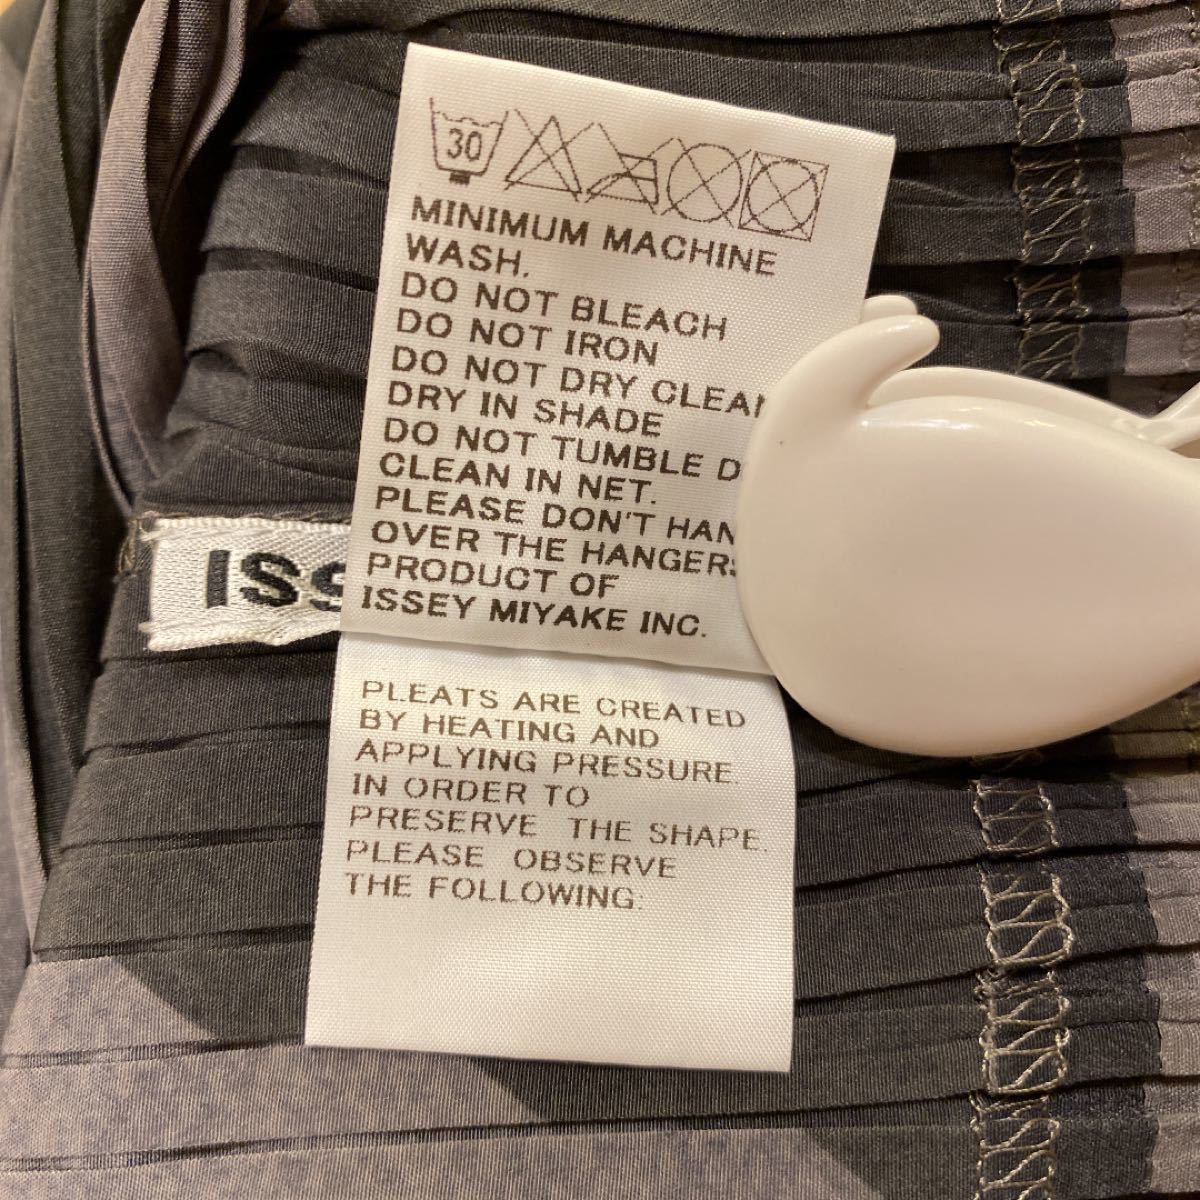 30
MINIMUM MACHINE
WASH.
DO NOT BLEACH
DO NOT IRON
DO NOT DRY CLEAN
DRY IN SHADE
DO NOT TUMBLE D
CLEAN IN NET.
PLEASE DON'T HAN
OVER THE HANGERS
PRODUCT OF
ISSEY MIYAKE INC.
ISS
PLEATS ARE CREATED
BY HEATING AND
APPLYING PRESSURE.
IN ORDER TO
PRESERVE THE SHAPE.
PLEASE OBSERVE
THE FOLLOWING: